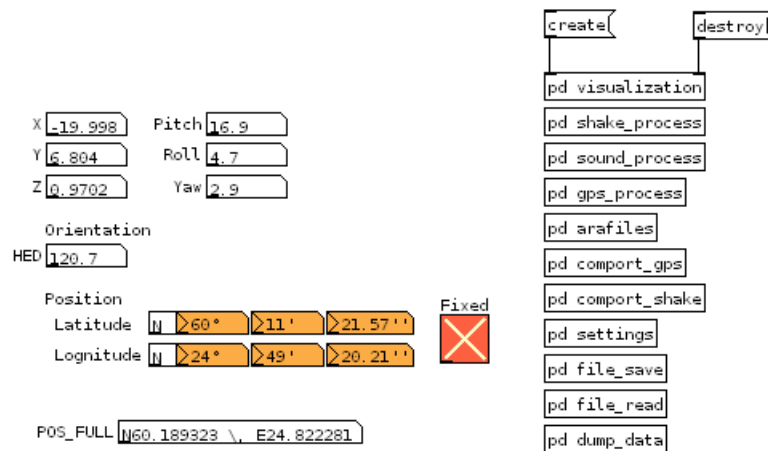 create
destroy
pd visualization
pd shake_process
pd sound_process
pd gps_process
pd arafiles
pd comport_gps
pd comport_shake
pd settings
pd file_save
pd file_read
pd dump_data
X -19.998 Pitch 16.9
Y 6.804 Roll 4.7
Z 0.9702 Yaw 2.9
Orientation
HED 120.7
Position
Fixed
Latitude N >60° >11' >21.57''
Lognitude N >24° >49' >20.21''
POS_FULL N60.189323 \, E24.822281